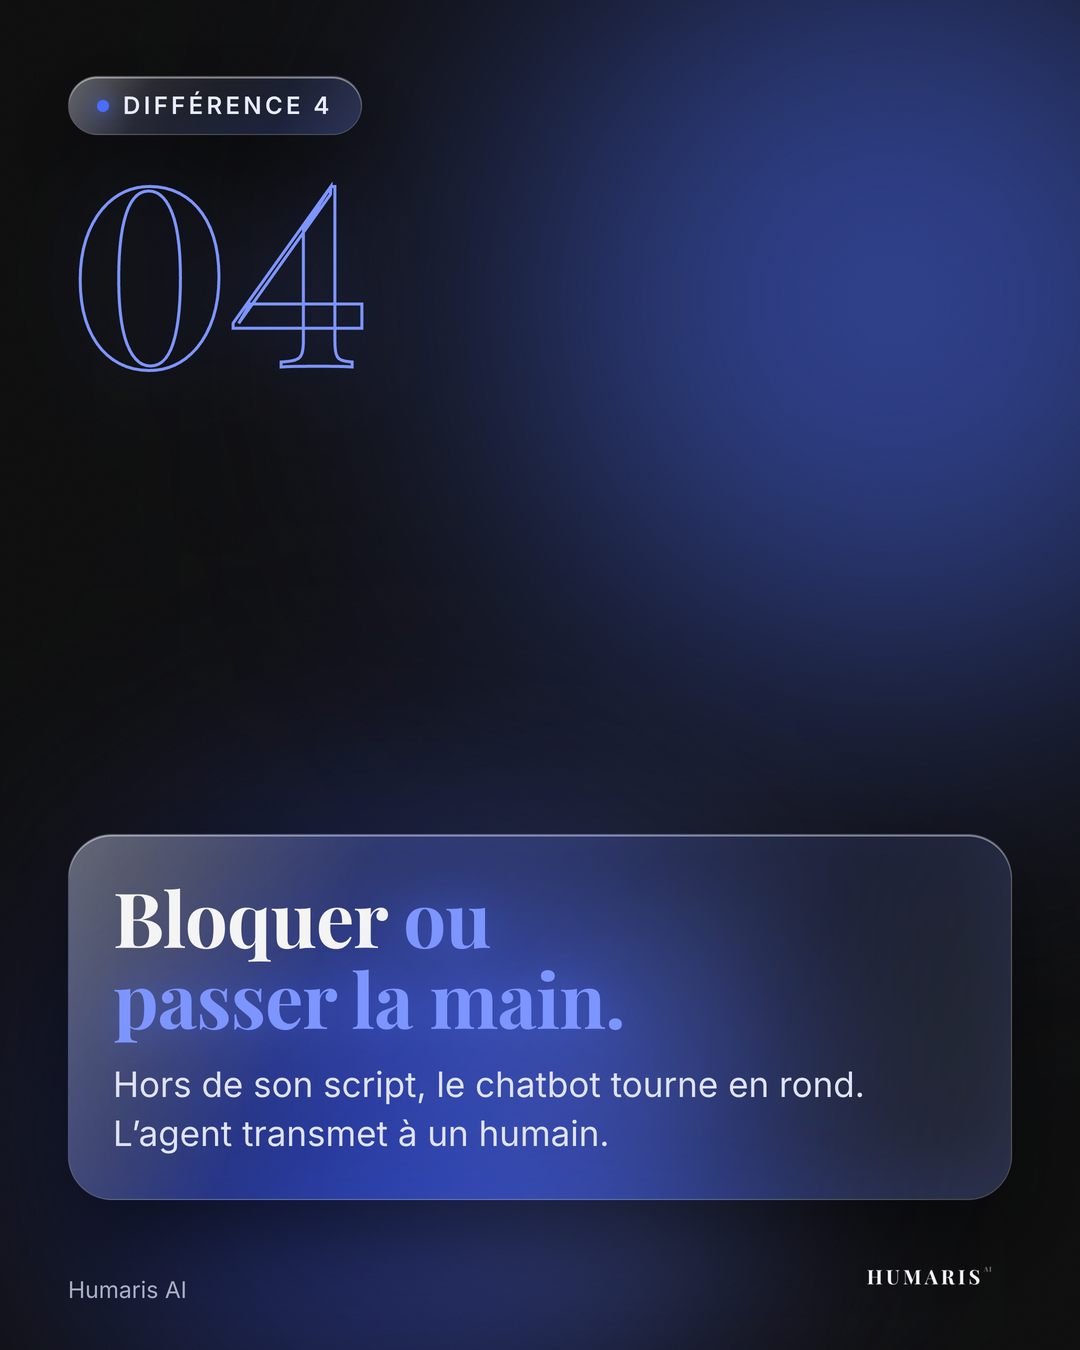 DIFFÉRENCE 4
04
Bloquer ou
passer la main.
Hors de son script, le chatbot tourne en rond.
L’agent transmet à un humain.
Humaris AI
HUMARIS AI